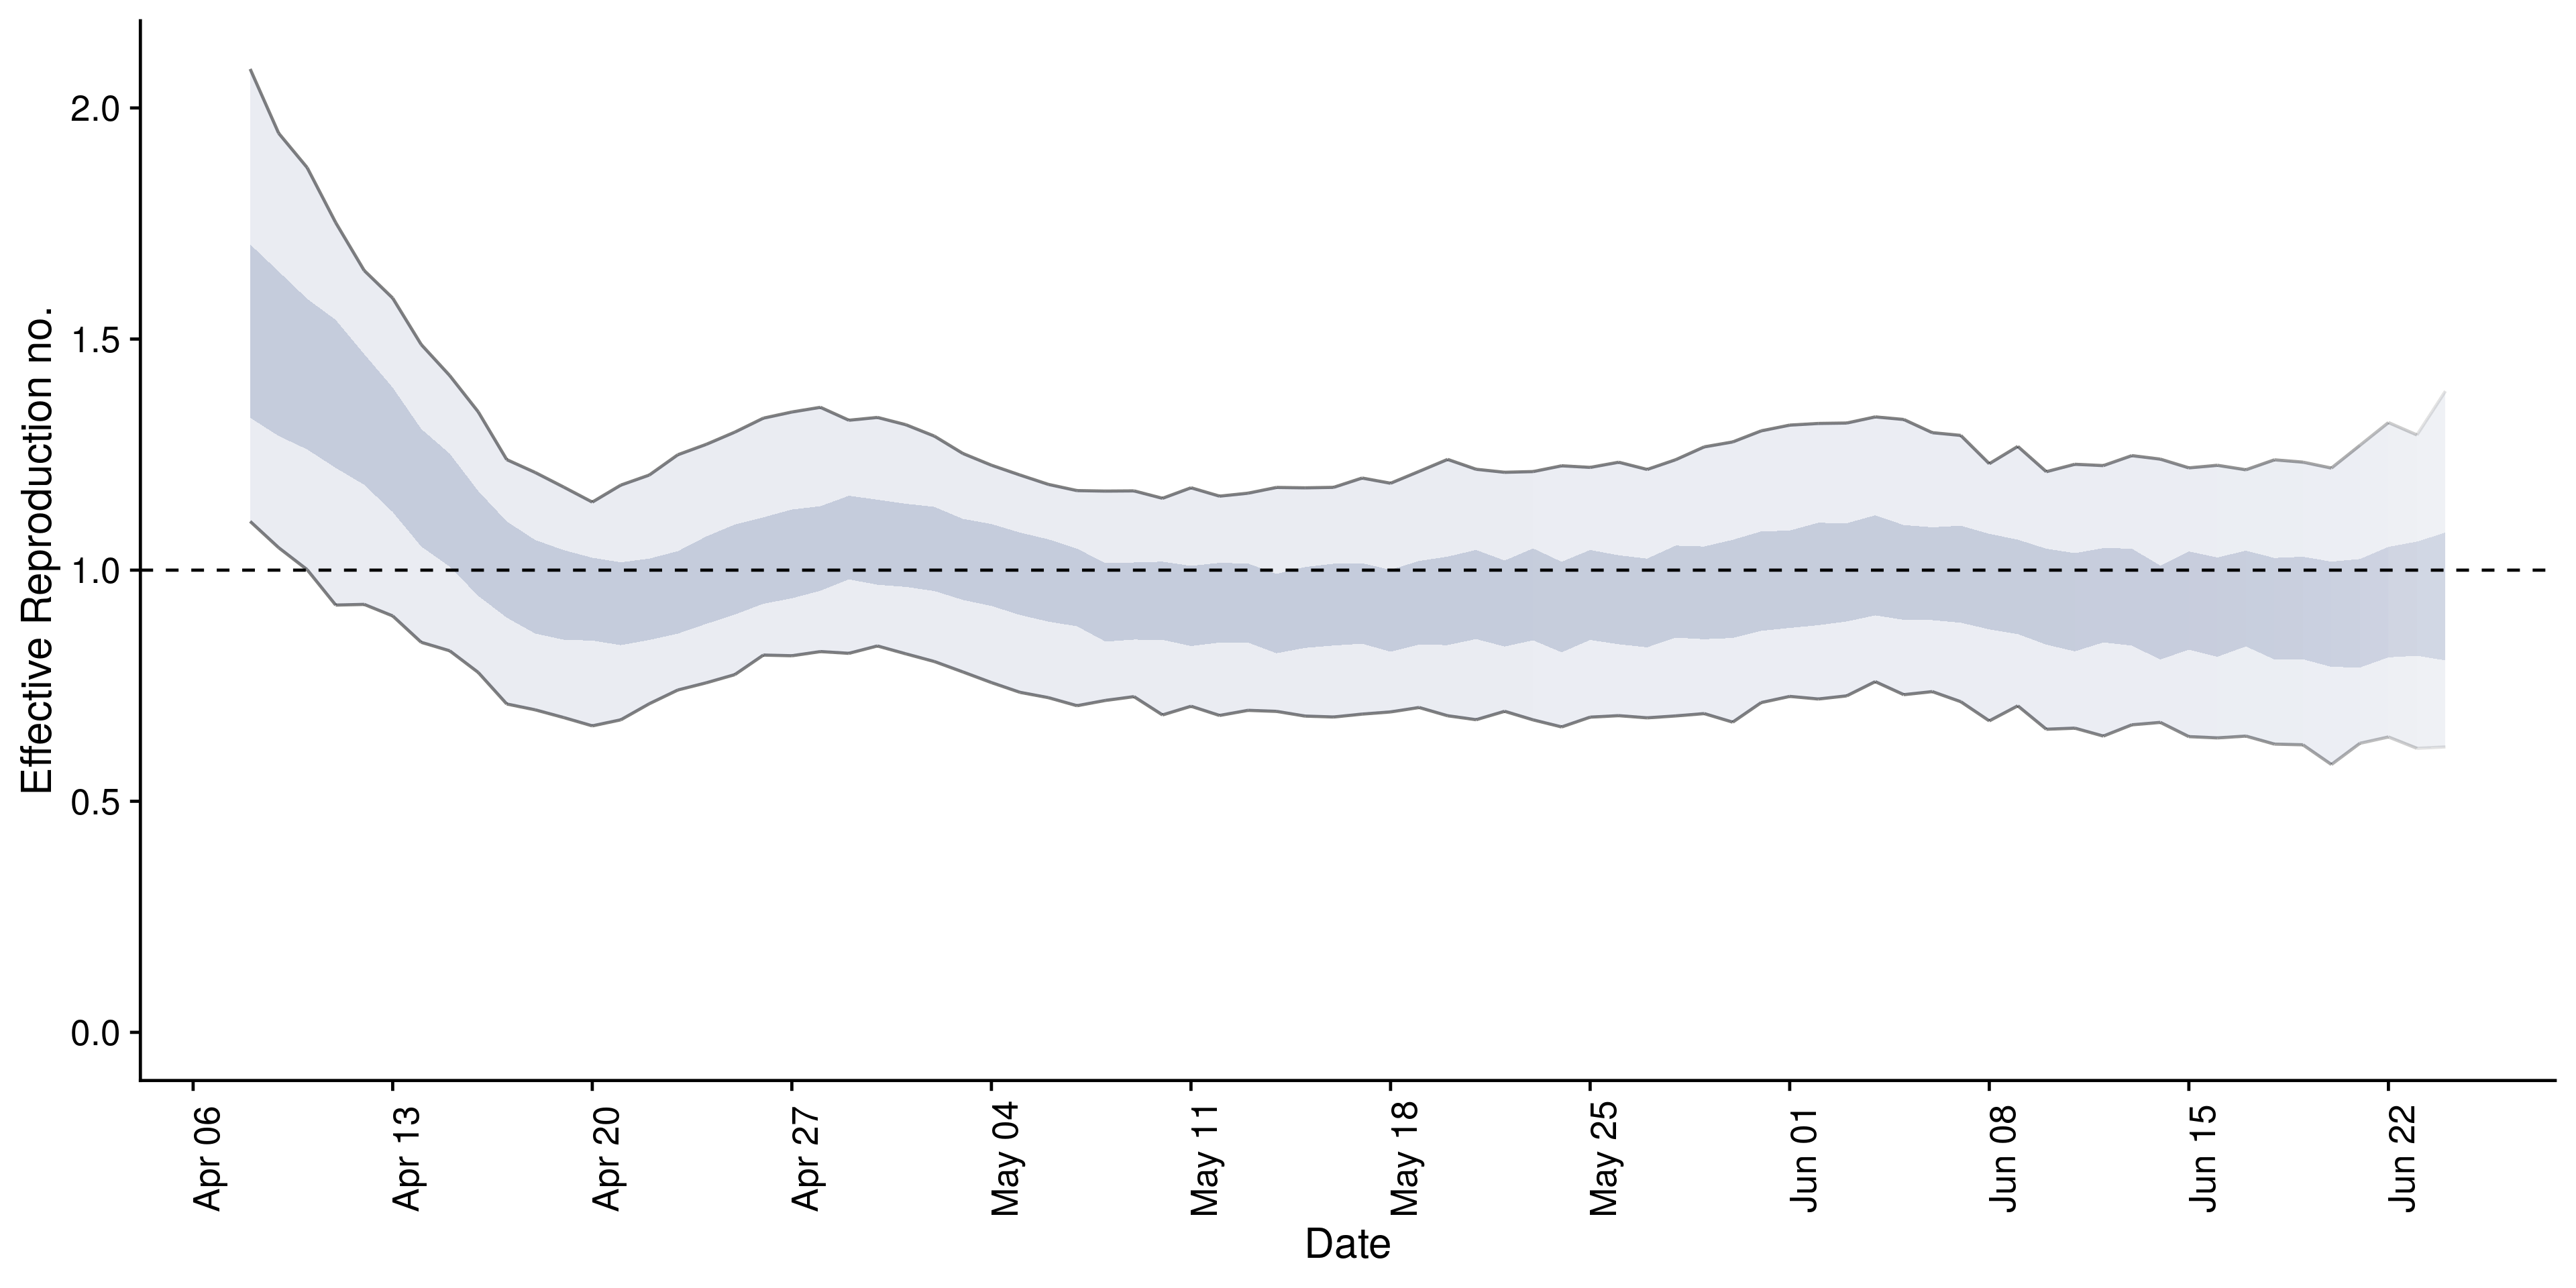 Effective Reproduction no.
2.0
1.5
1.0
0.5
0.0
Apr 06
Apr 13
Apr 20
Apr 27
May 04
May 11
May 18
May 25
Jun 01
Jun 08
Jun 15
Jun 22
Date